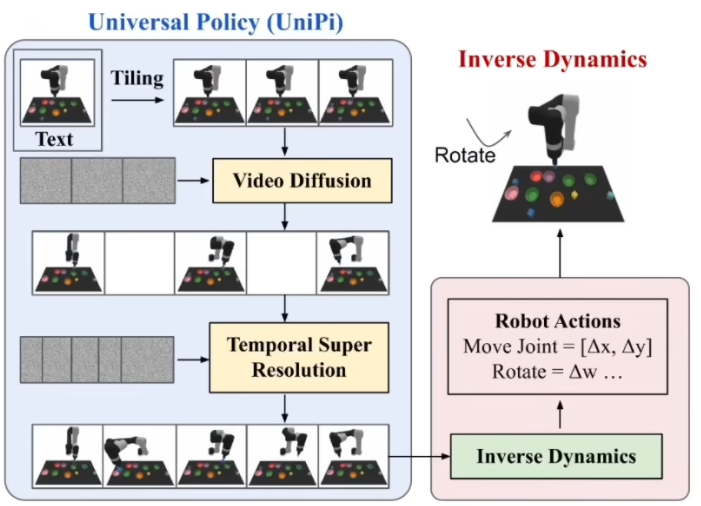 Universal Policy (UniPi)
Tiling
Text
Video Diffusion
Temporal Super
Resolution
Inverse Dynamics
Rotate
Robot Actions
Move Joint = [Δx, Δy]
Rotate = Δw ...
Inverse Dynamics